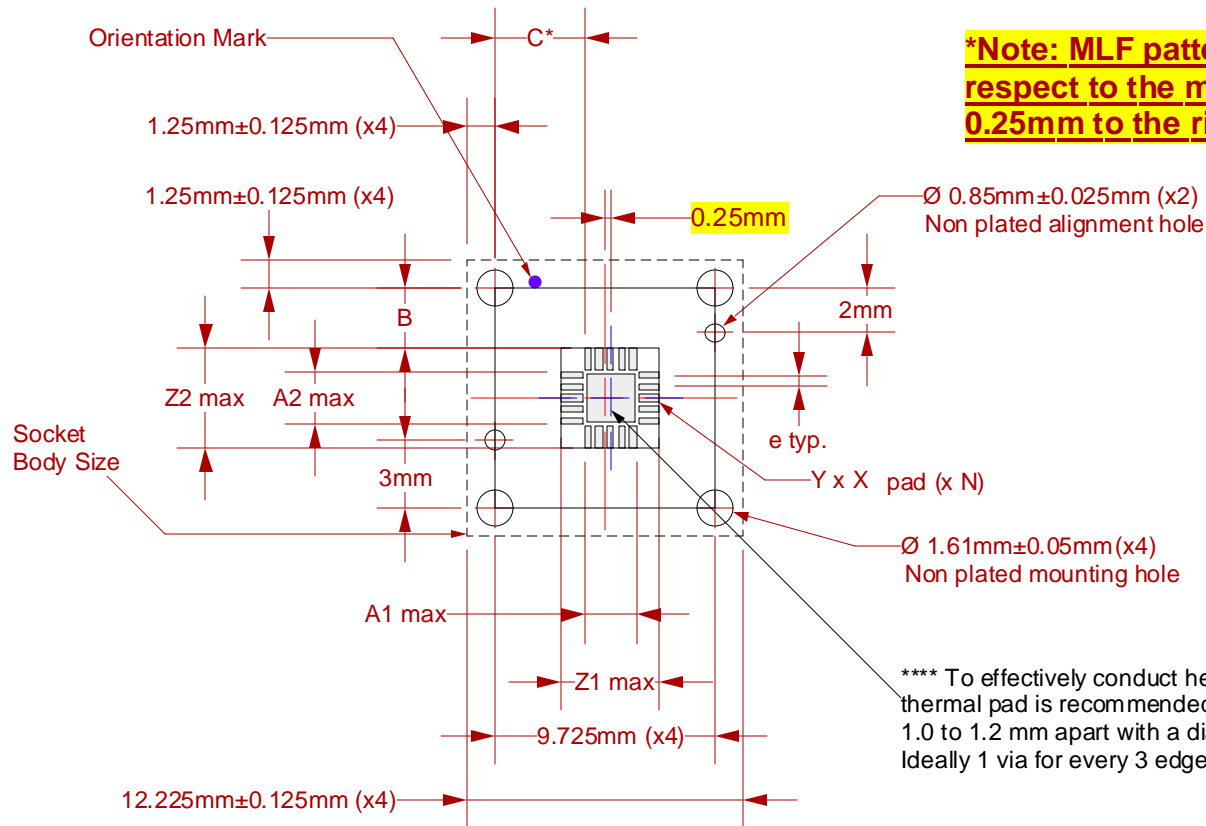 Orientation Mark
C*
*Note: MLF
respect to the
0.25mm to the
1.25mm±0.125mm (x4)
1.25mm±0.125mm (x4)
0.25mm
Ø 0.85mm±0.025mm (x2)
Non plated alignment hole
2mm
B
Z2 max
A2 max
e typ.
Socket
Body Size
3mm
Y x X pad (x N)
Ø 1.61mm±0.05mm(x4)
Non plated mounting hole
A1 max
Z1 max
**** To effectively conduct
thermal pad is recommended
1.0 to 1.2 mm apart with a
Ideally 1 via for every 3 edge
9.725mm (x4)
12.225mm±0.125mm (x4)